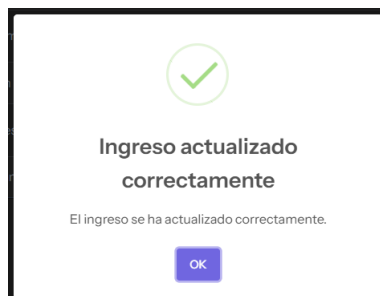 Ingreso actualizado
correctamente
El ingreso se ha actualizado correctamente.
OK